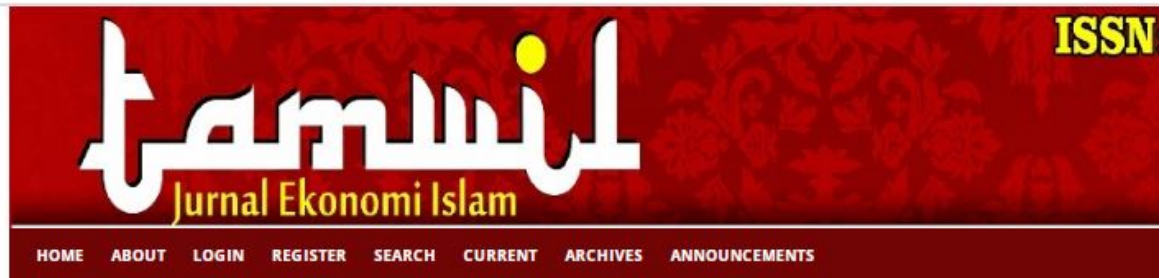 ISSN
tamwil
Jurnal Ekonomi Islam
HOME ABOUT LOGIN REGISTER SEARCH CURRENT ARCHIVES ANNOUNCEMENTS